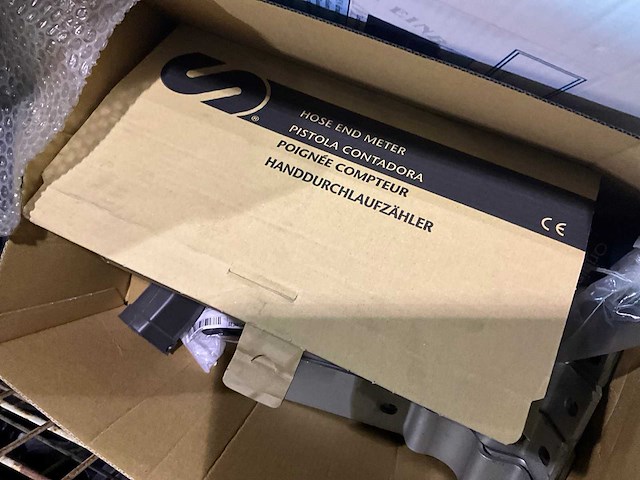 ®
HOSE END METER
PISTOLA CONTADORA
POIGNÉE COMPTEUR
HANDDURCHLAUFZÄHLER
CE